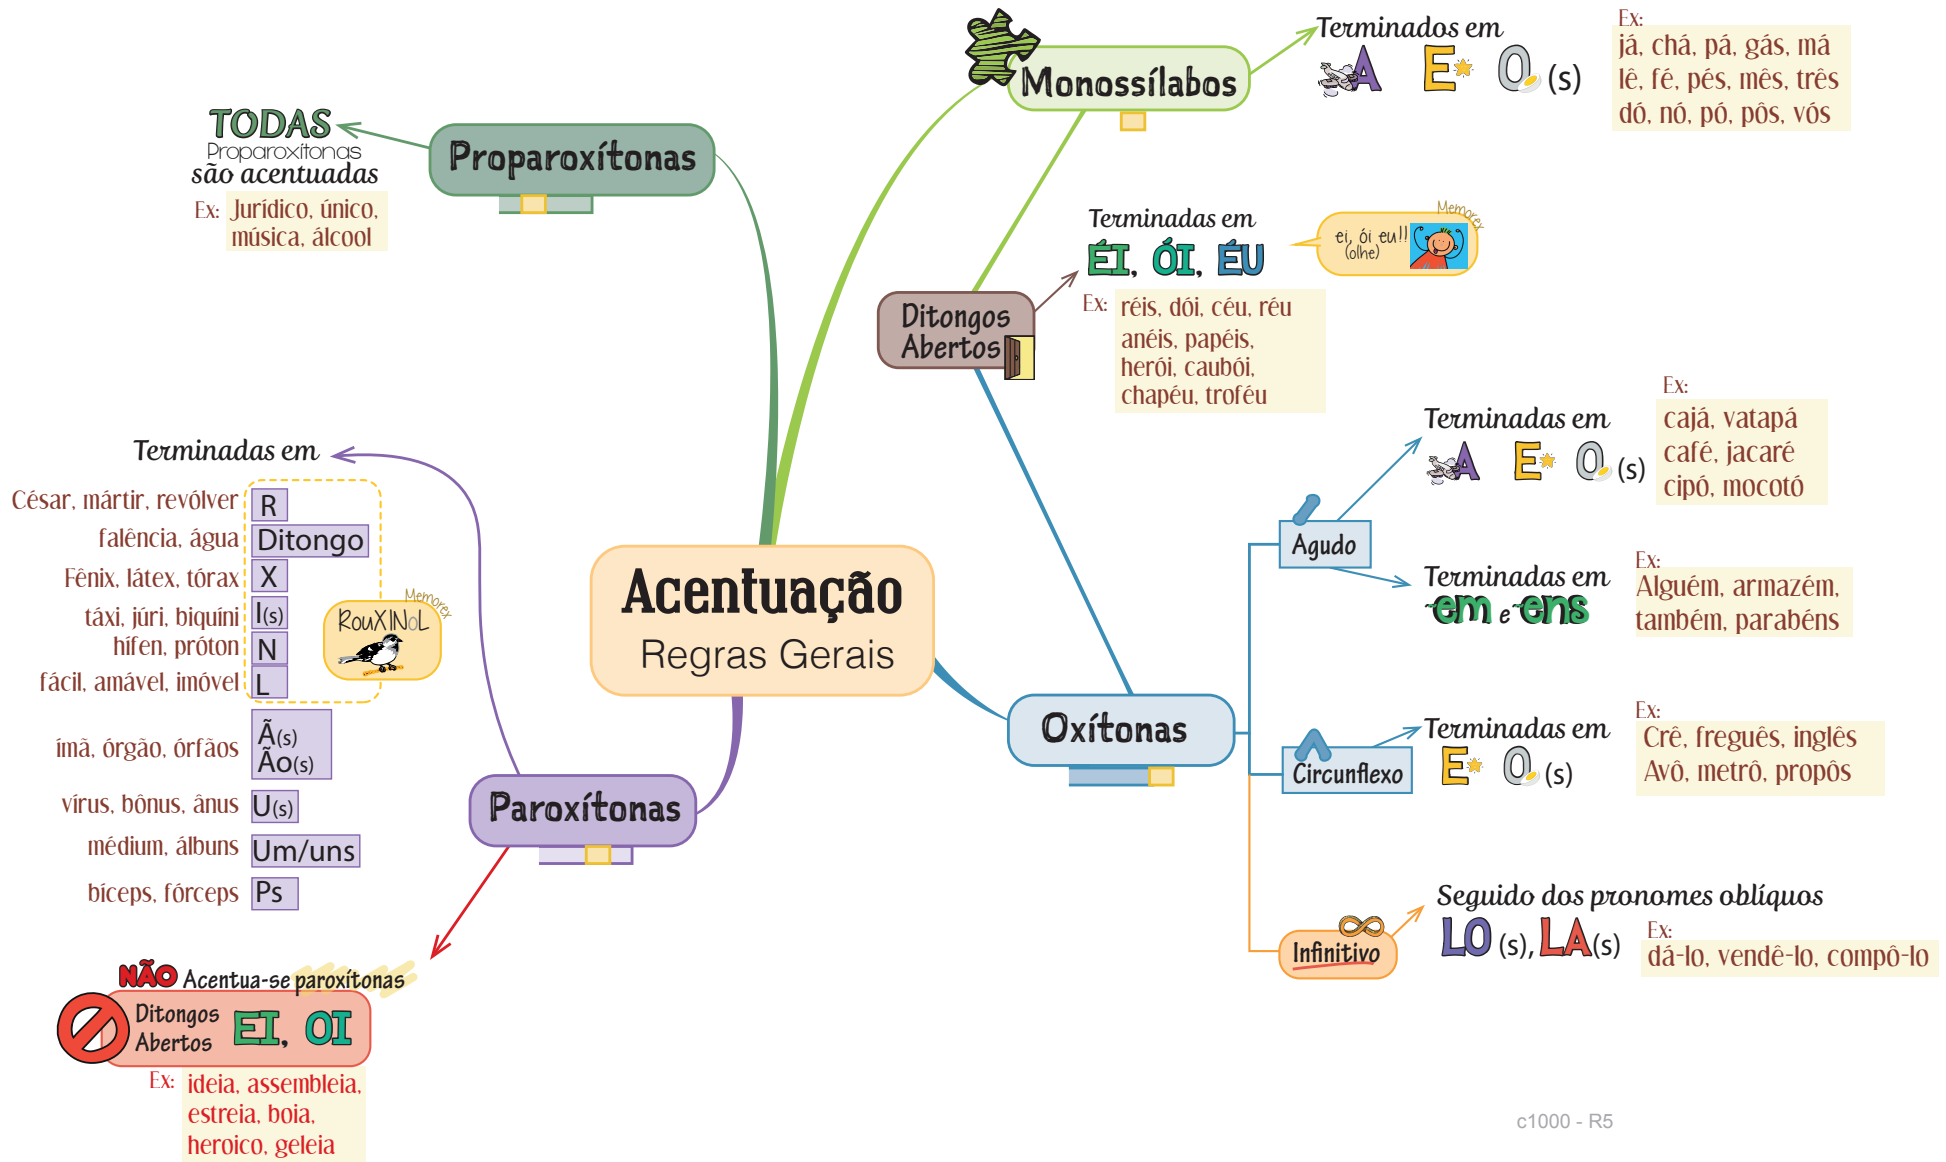 Acentuação
Regras Gerais
Monossílabos
Terminados em
A E O (s)
Ex:
já, chá, pá, gás, má
lê, fé, pés, mês, três
dó, nó, pó, pôs, vós
Ditongos
Abertos
Terminadas em
ÉI, ÓI, ÉU
Memorex
ei, ói eu!!
(olhe)
Ex:
réis, dói, céu, réu
anéis, papéis,
herói, caubói,
chapéu, troféu
Oxítonas
Agudo
Terminadas em
A E O (s)
Ex:
cajá, vatapá
café, jacaré
cipó, mocotó
Terminadas em
em e ens
Ex:
Alguém, armazém,
também, parabéns
Circunflexo
Terminadas em
E O (s)
Ex:
Crê, freguês, inglês
Avô, metrô, propôs
Infinitivo
Seguido dos pronomes oblíquos
LO (s), LA(s)
Ex:
dá-lo, vendê-lo, compô-lo
Proparoxítonas
TODAS
Proparoxítonas
são acentuadas
Ex: Jurídico, único,
música, álcool
Paroxítonas
Terminadas em
César, mártir, revólver R
falência, água Ditongo
Fênix, látex, tórax X
táxi, júri, biquíni I(s)
hífen, próton N
fácil, amável, imóvel L
Memorex
RouXINoL
ímã, órgão, órfãos Ã(s)
Ão(s)
vírus, bônus, ânus U(s)
médium, álbuns Um/uns
bíceps, fórceps Ps
NÃO Acentua-se paroxítonas
Ditongos
Abertos
EI, OI
Ex: ideia, assembleia,
estreia, boia,
heroico, geleia
c1000 - R5